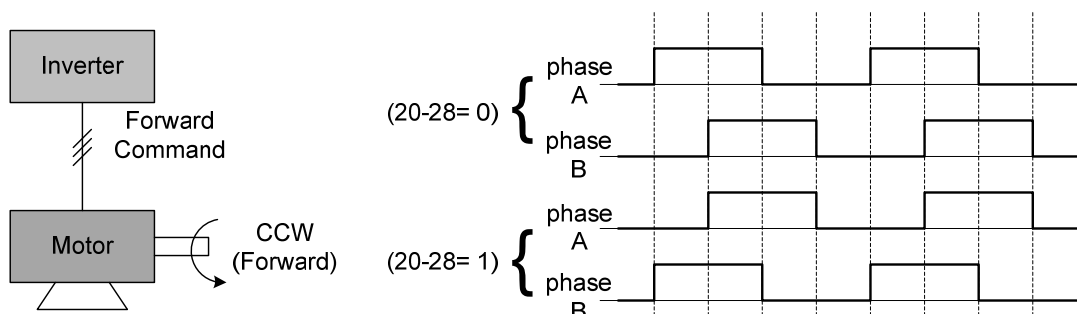 Inverter
Forward
Command
Motor
CCW
(Forward)
(20-28= 0)
phase
A
phase
B
(20-28= 1)
phase
A
phase
B